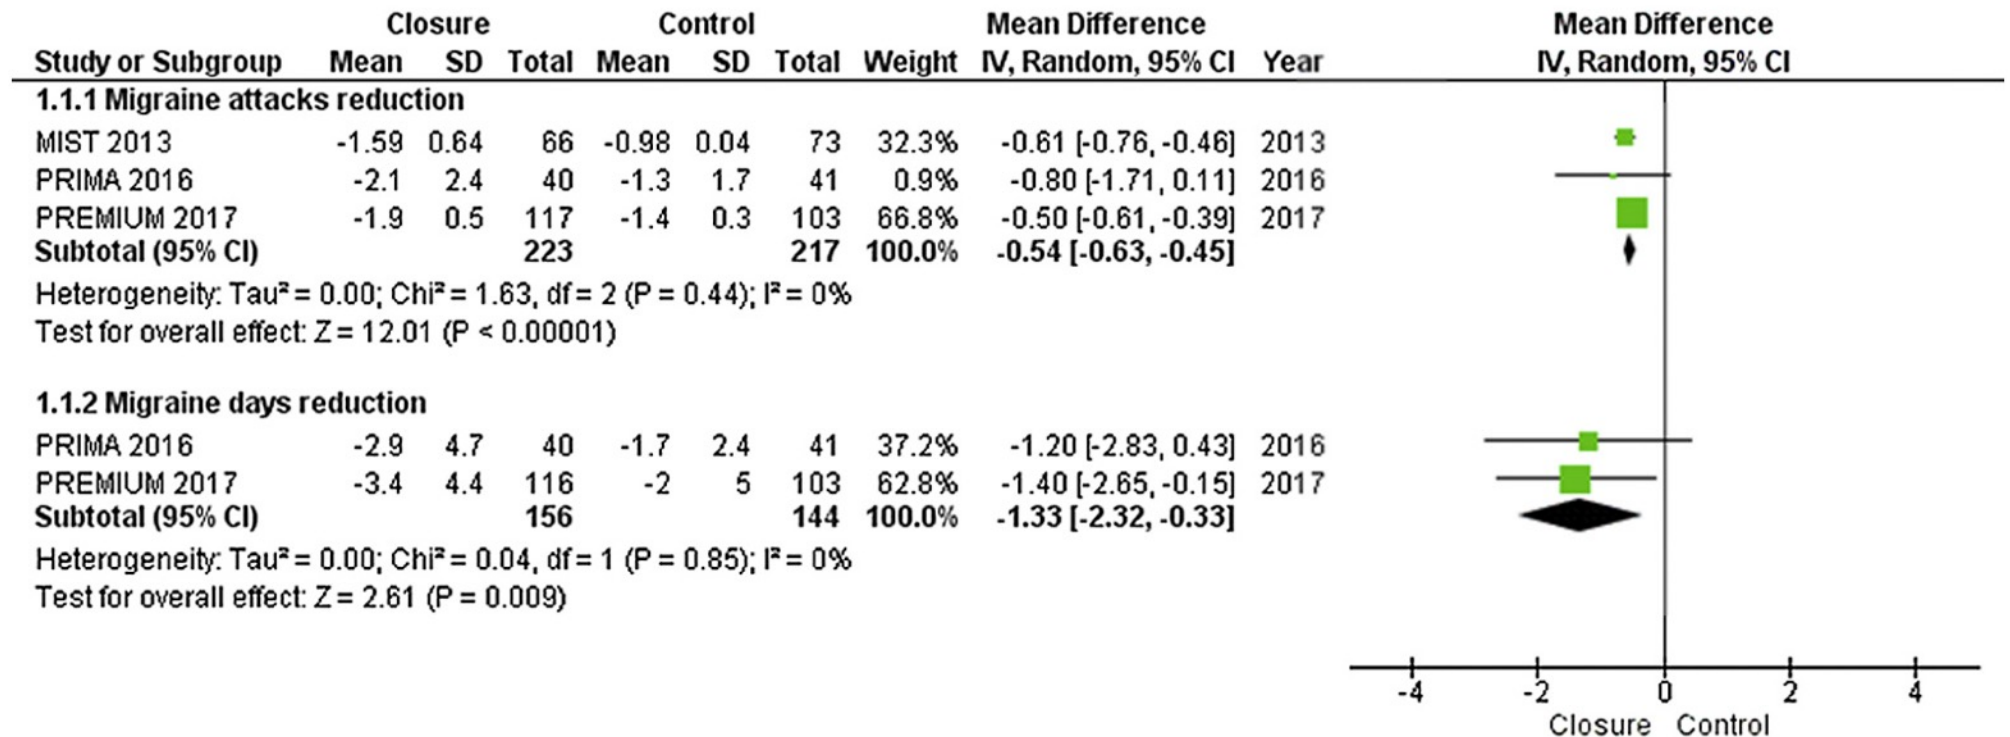 Closure Control Mean Difference Mean Difference
Study or Subgroup Mean SD Total Mean SD Total Weight IV, Random, 95% CI Year IV, Random, 95% CI
1.1.1 Migraine attacks reduction
MIST 2013 -1.59 0.64 66 -0.98 0.04 73 32.3% -0.61 [-0.76, -0.46] 2013
PRIMA 2016 -2.1 2.4 40 -1.3 1.7 41 0.9% -0.80 [-1.71, 0.11] 2016
PREMIUM 2017 -1.9 0.5 117 -1.4 0.3 103 66.8% -0.50 [-0.61, -0.39] 2017
Subtotal (95% CI) 223 217 100.0% -0.54 [-0.63, -0.45]
Heterogeneity: Tau² = 0.00; Chi² = 1.63, df = 2 (P = 0.44); I² = 0%
Test for overall effect: Z = 12.01 (P < 0.00001)
1.1.2 Migraine days reduction
PRIMA 2016 -2.9 4.7 40 -1.7 2.4 41 37.2% -1.20 [-2.83, 0.43] 2016
PREMIUM 2017 -3.4 4.4 116 -2 5 103 62.8% -1.40 [-2.65, -0.15] 2017
Subtotal (95% CI) 156 144 100.0% -1.33 [-2.32, -0.33]
Heterogeneity: Tau² = 0.00; Chi² = 0.04, df = 1 (P = 0.85); I² = 0%
Test for overall effect: Z = 2.61 (P = 0.009)
-4 -2 0 2 4
Closure Control